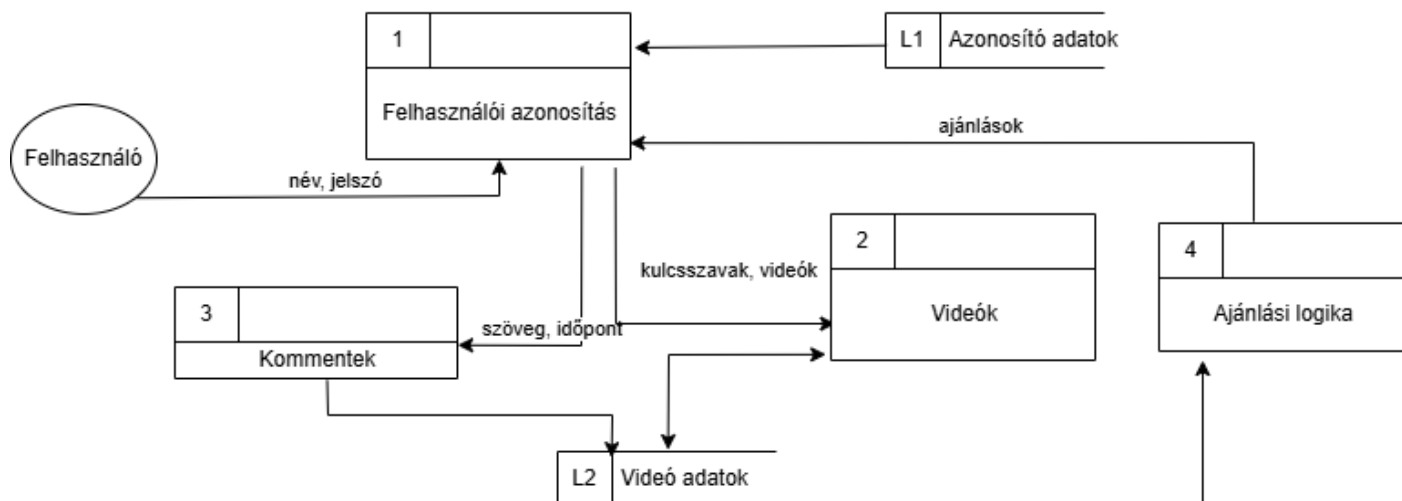 1
L1
Azonosító adatok
Felhasználói azonosítás
ajánlások
Felhasználó
név, jelszó
2
4
kulcsszavak, videók
3
szöveg, időpont
Videók
Ajánlási logika
Kommentek
L2
Videó adatok